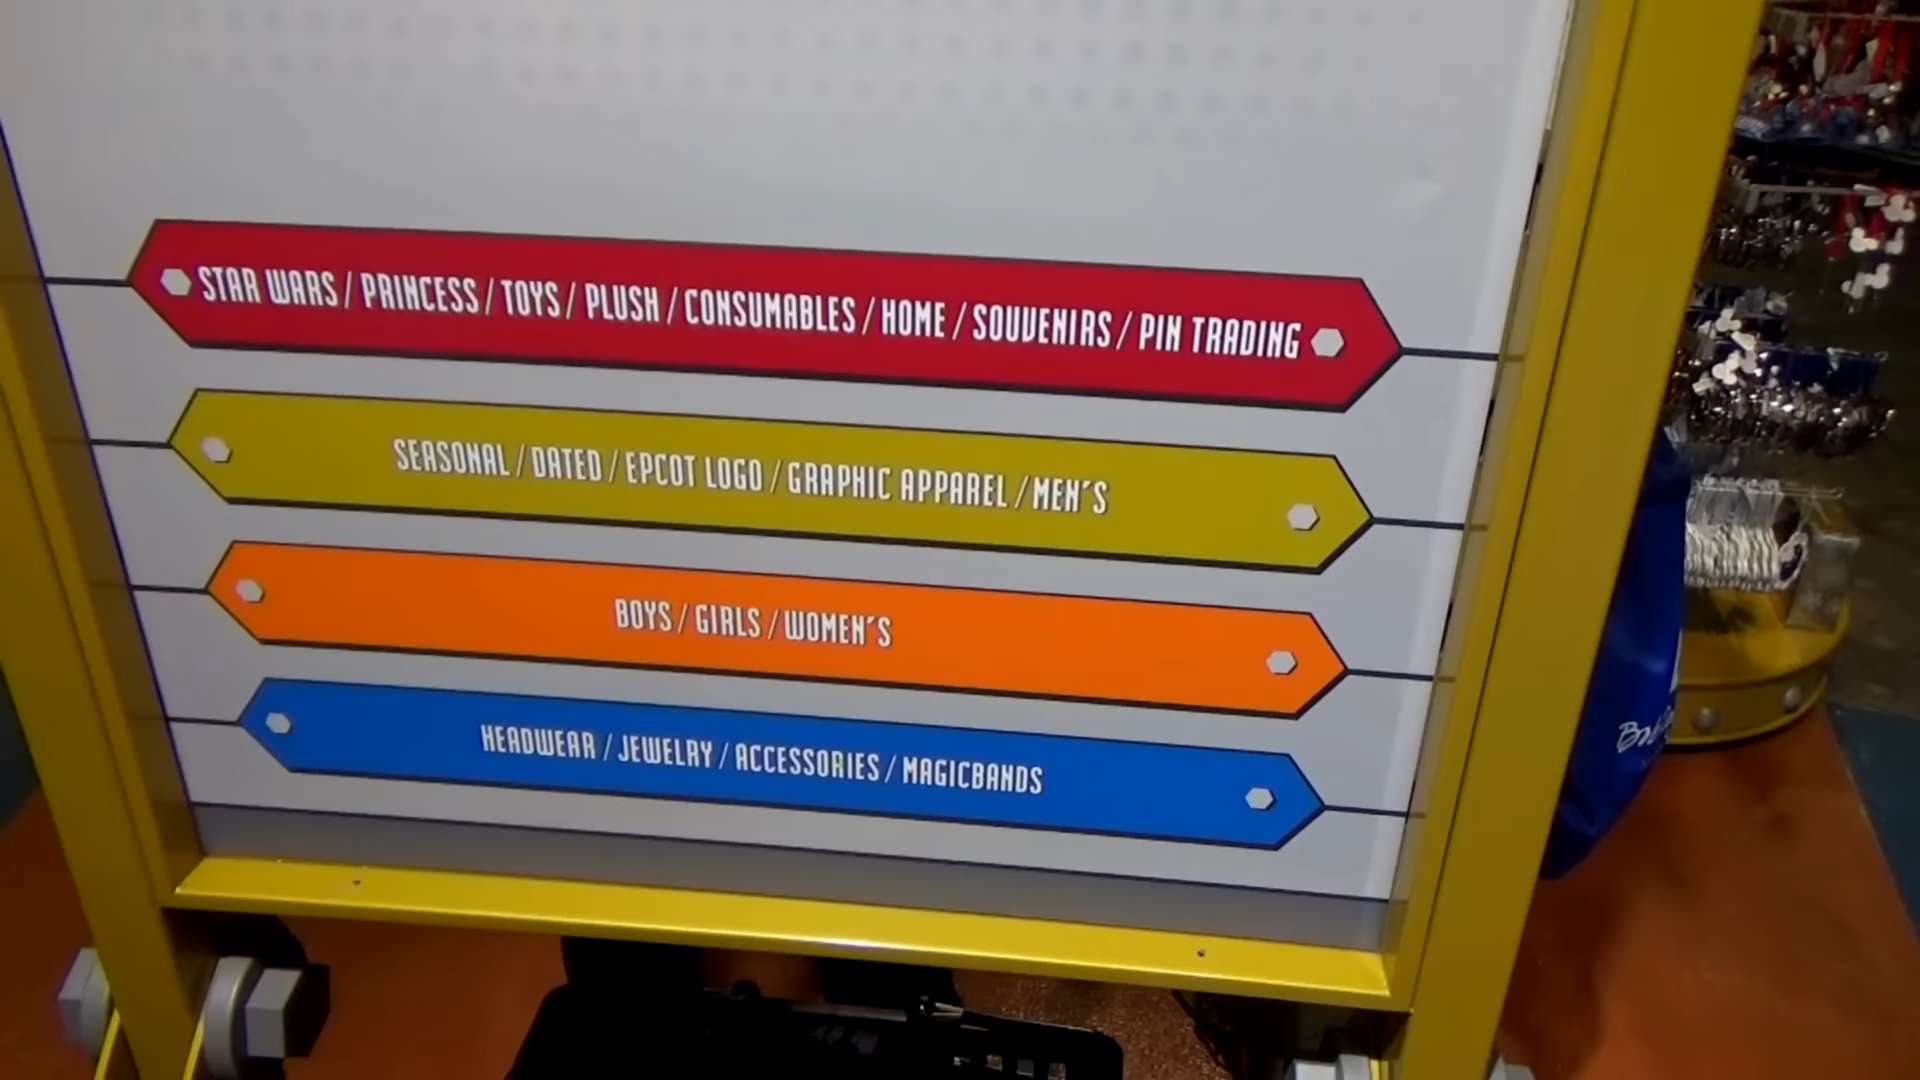 STAR WARS / PRINCESS / TOYS / PLUSH / CONSUMABLES / HOME / SOUVENIRS / PIN TRADING
SEASONAL / DATED / EPCOT LOGO / GRAPHIC APPAREL / MEN'S
BOYS / GIRLS / WOMEN'S
HEADWEAR / JEWELRY / ACCESSORIES / MAGICBANDS